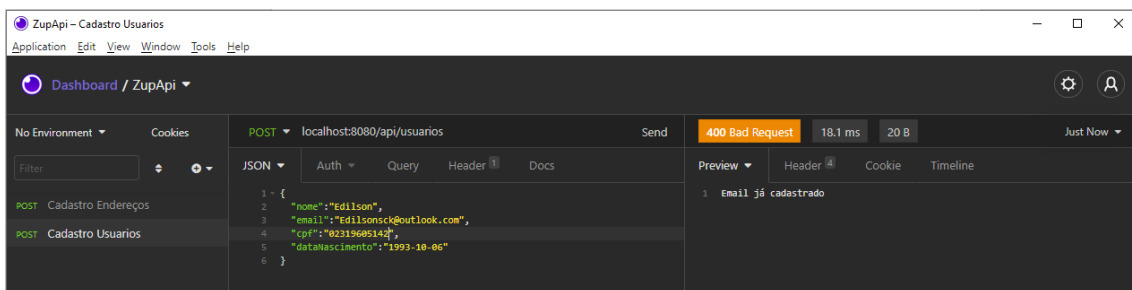 ZupApi – Cadastro Usuarios
Application Edit View Window Tools Help
Dashboard / ZupApi
No Environment Cookies
POST localhost:8080/api/usuarios Send
400 Bad Request 18.1 ms 20 B Just Now
Filter
JSON Auth Query Header 1 Docs
Preview Header 4 Cookie Timeline
POST Cadastro Endereços
POST Cadastro Usuarios
1 {
2 "nome":"Edilson",
3 "email":"Edilsonsck@outlook.com",
4 "cpf":"02319605142",
5 "dataNascimento":"1993-10-06"
6 }
1 Email já cadastrado